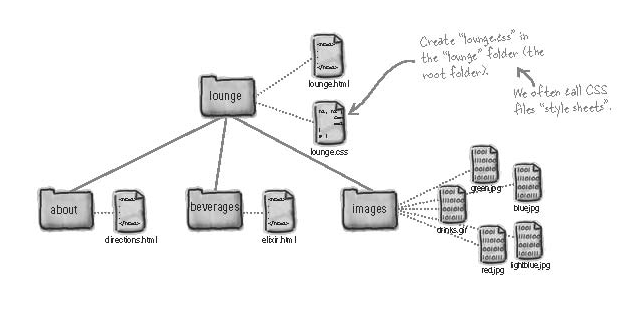 Create "lounge.css" in
the "lounge" folder (the
root folder).
We often call CSS
files "style sheets".
lounge
lounge.html
lounge.css
about
directions.html
beverages
elixir.html
images
green.jpg
blue.jpg
drinks.gif
red.jpg
lightblue.jpg